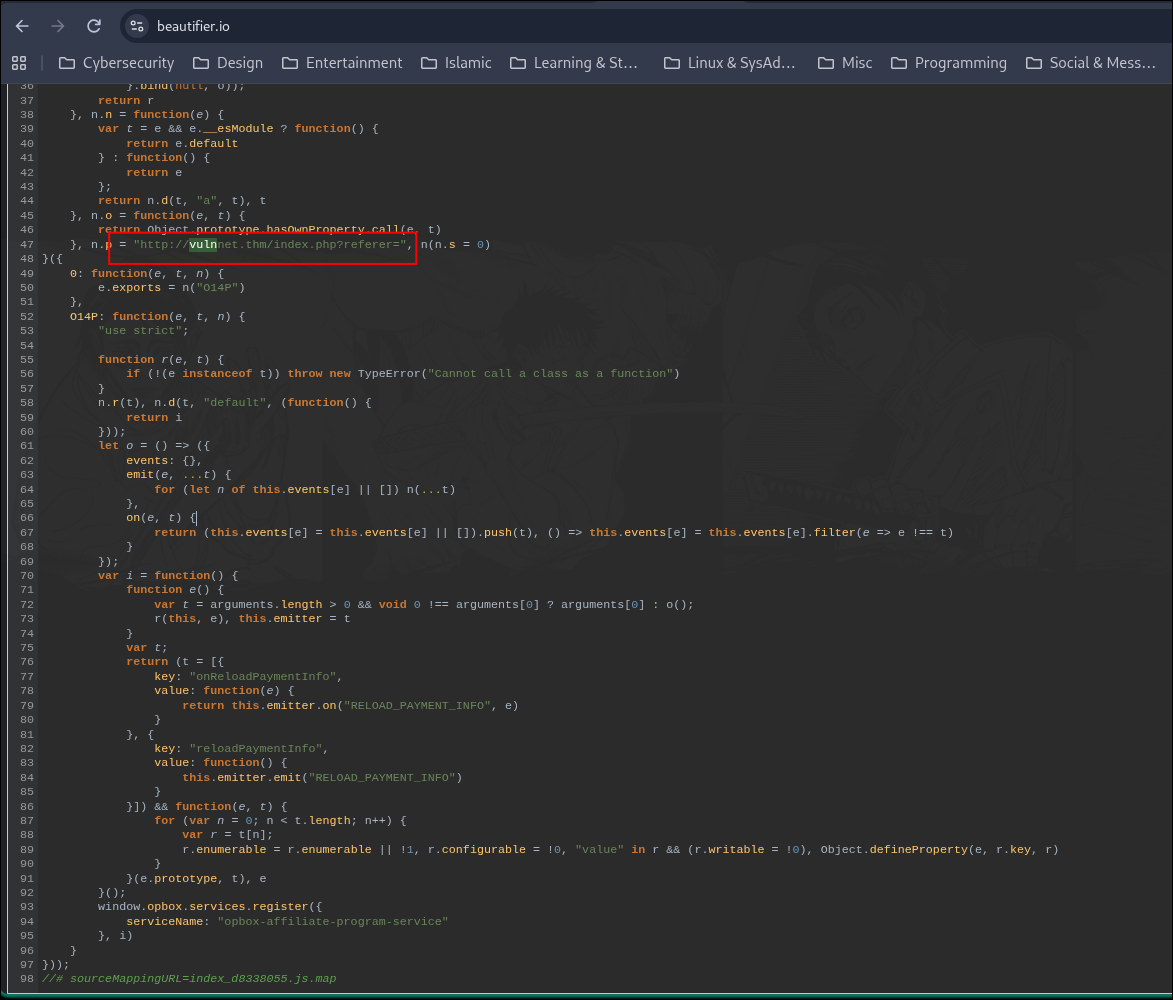 beautifier.io
Cybersecurity Design Entertainment Islamic Learning & St… Linux & SysAd… Misc Programming Social & Mess…
36 }.bind(null, o));
37 return r
38 }, n.n = function(e) {
39 var t = e && e.__esModule ? function() {
40 return e.default
41 } : function() {
42 return e
43 };
44 return n.d(t, "a", t), t
45 }, n.o = function(e, t) {
46 return Object.prototype.hasOwnProperty.call(e, t)
47 }, n.p = "http://vulnnet.thm/index.php?referer=", n(n.s = 0)
48 }({
49 0: function(e, t, n) {
50 e.exports = n("O14P")
51 },
52 O14P: function(e, t, n) {
53 "use strict";
54
55 function r(e, t) {
56 if (!(e instanceof t)) throw new TypeError("Cannot call a class as a function")
57 }
58 n.r(t), n.d(t, "default", (function() {
59 return i
60 }));
61 let o = () => ({
62 events: {},
63 emit(e, ...t) {
64 for (let n of this.events[e] || []) n(...t)
65 },
66 on(e, t) {
67 return (this.events[e] = this.events[e] || []).push(t), () => this.events[e] = this.events[e].filter(e => e !== t)
68 }
69 });
70 var i = function() {
71 function e() {
72 var t = arguments.length > 0 && void 0 !== arguments[0] ? arguments[0] : o();
73 r(this, e), this.emitter = t
74 }
75 var t;
76 return (t = [{
77 key: "onReloadPaymentInfo",
78 value: function(e) {
79 return this.emitter.on("RELOAD_PAYMENT_INFO", e)
80 }
81 }, {
82 key: "reloadPaymentInfo",
83 value: function() {
84 this.emitter.emit("RELOAD_PAYMENT_INFO")
85 }
86 }]) && function(e, t) {
87 for (var n = 0; n < t.length; n++) {
88 var r = t[n];
89 r.enumerable = r.enumerable || !1, r.configurable = !0, "value" in r && (r.writable = !0), Object.defineProperty(e, r.key, r)
90 }
91 }(e.prototype, t), e
92 }();
93 window.opbox.services.register({
94 serviceName: "opbox-affiliate-program-service"
95 }, i)
96 }
97 }));
98 //# sourceMappingURL=index_d8338055.js.map